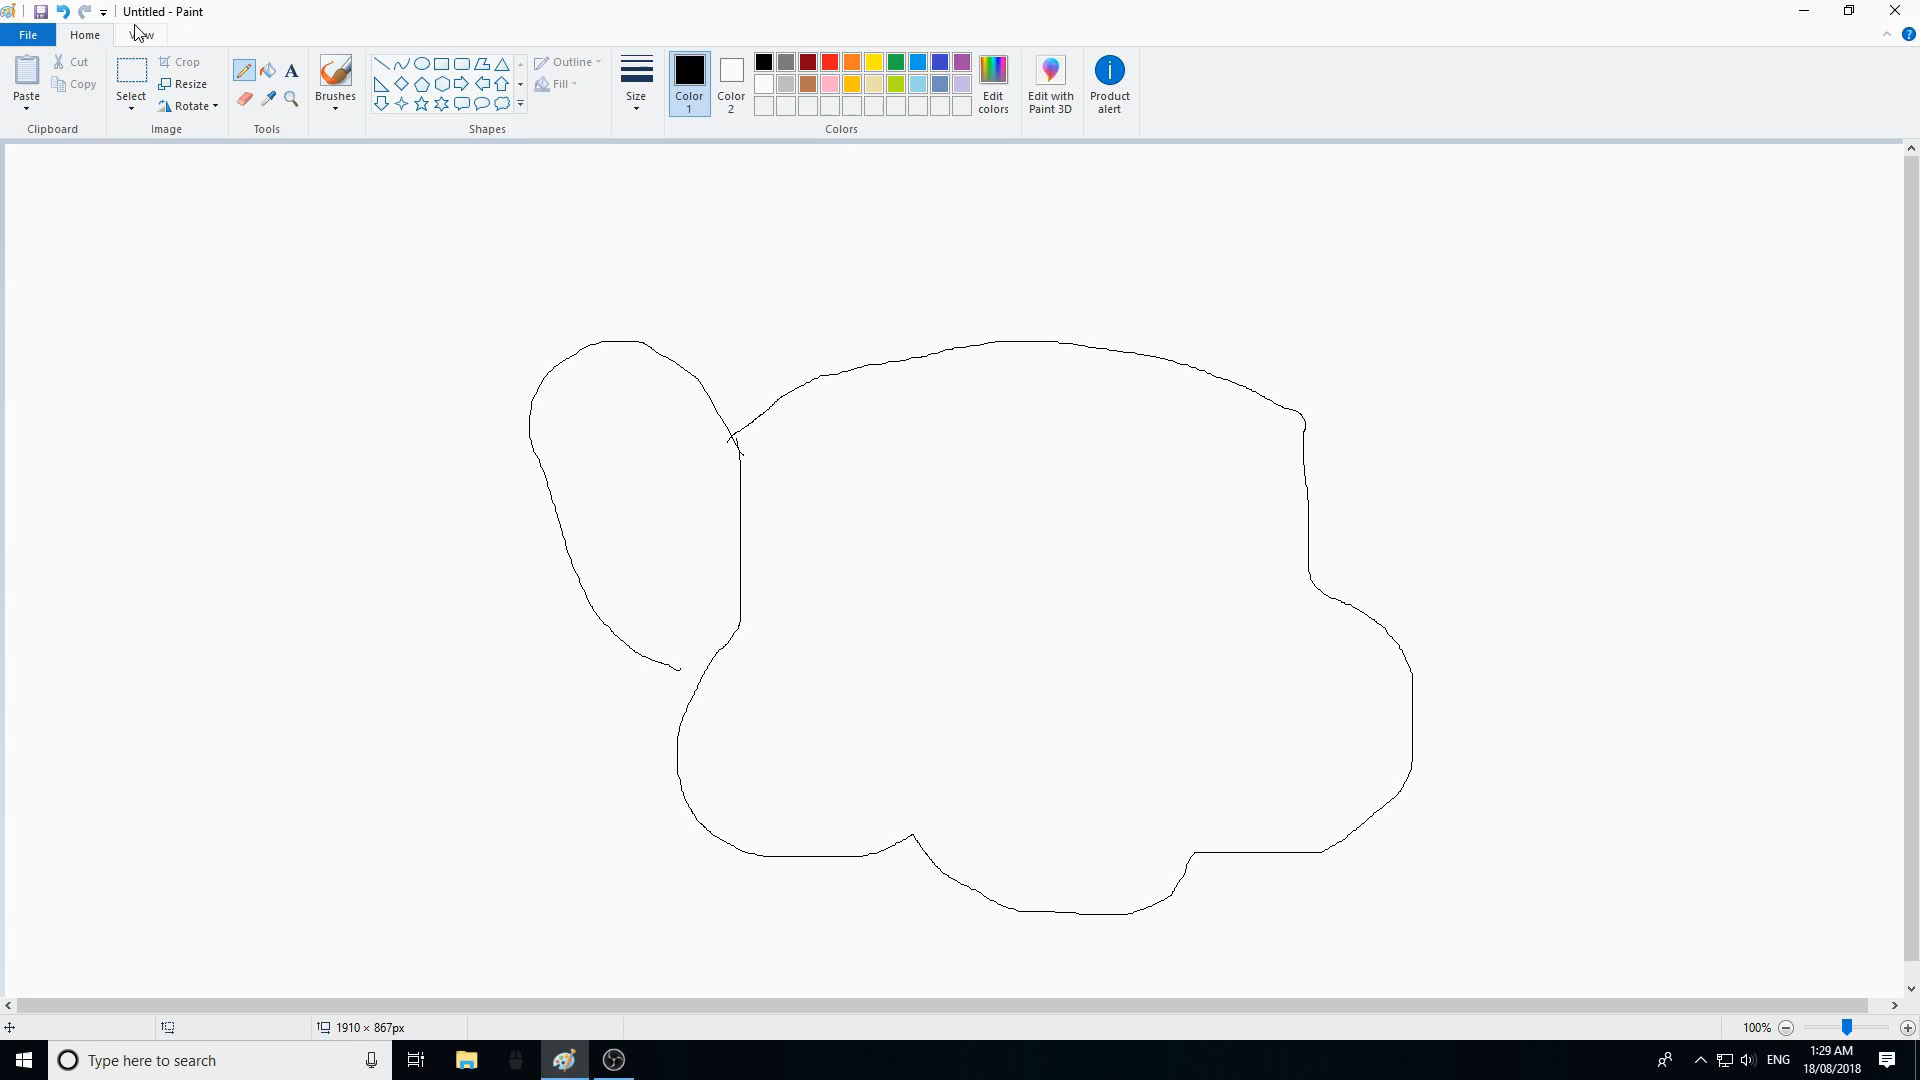 Untitled - Paint
File Home View
Paste
Cut
Copy
Clipboard
Select
Crop
Resize
Rotate
Image
A
Tools
Brushes
Shapes
Outline
Fill
Size
Color 1
Color 2
Colors
Edit colors
Edit with Paint 3D
Product alert
1910 × 867px
100%
Type here to search
ENG
1:29 AM
18/08/2018